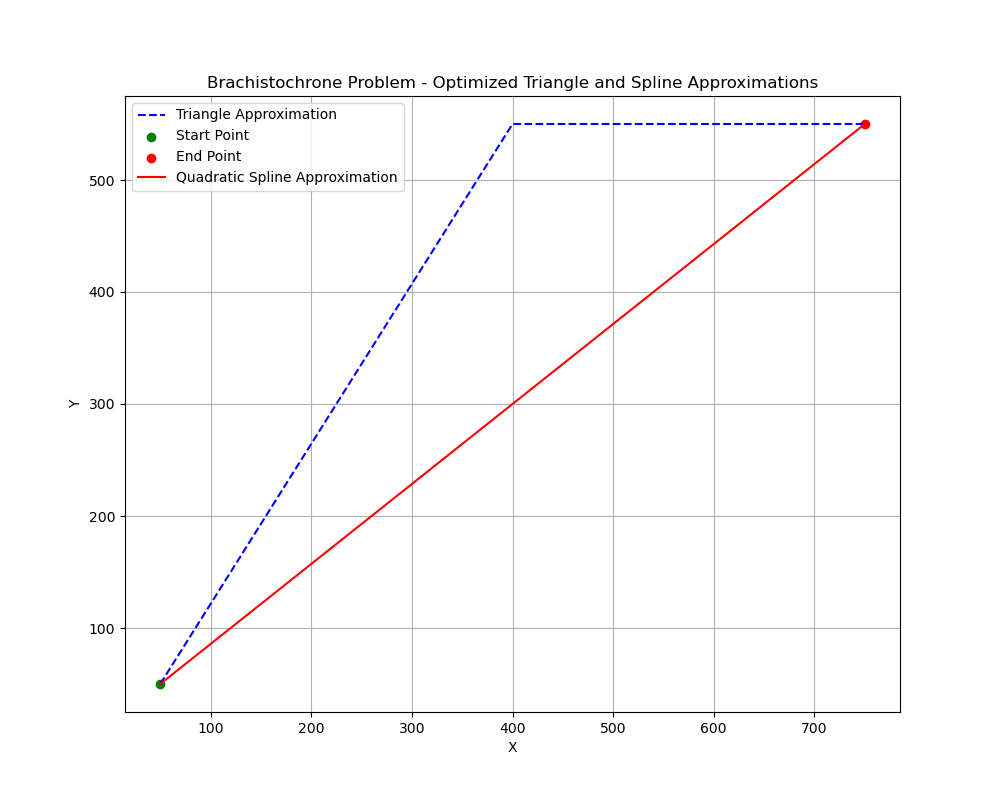 Brachistochrone Problem - Optimized Triangle and Spline Approximations
Triangle Approximation
Start Point
End Point
Quadratic Spline Approximation
500
400
300
200
100
Y
100 200 300 400 500 600 700
X